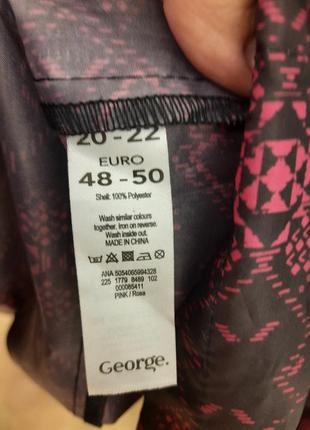 20 - 22
EURO
48 - 50
Shell: 100% Polyester
Wash similar colours
together. Iron on reverse.
Wash inside out.
MADE IN CHINA
ANA 5054065994328
225 1779 8489 102
000085411
PINK / Rosa
George.